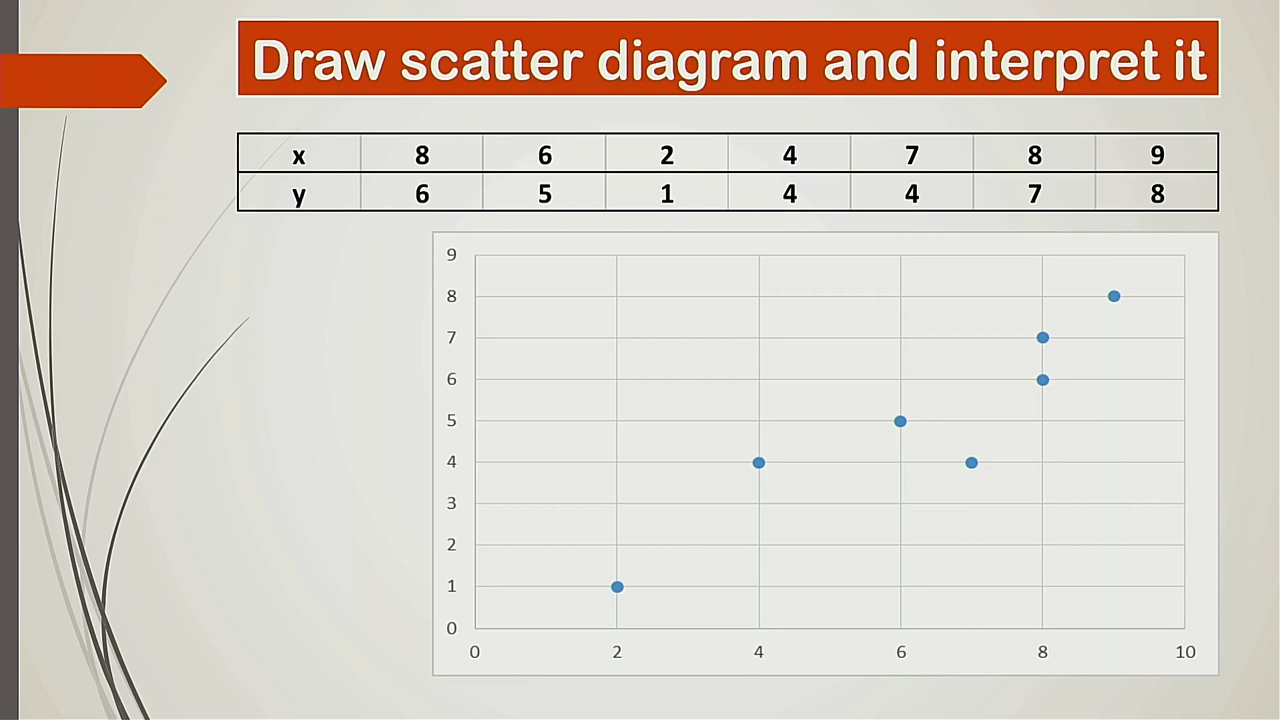 Draw scatter diagram and interpret it
x 8 6 2 4 7 8 9
y 6 5 1 4 4 7 8
9
8
7
6
5
4
3
2
1
0
0 2 4 6 8 10